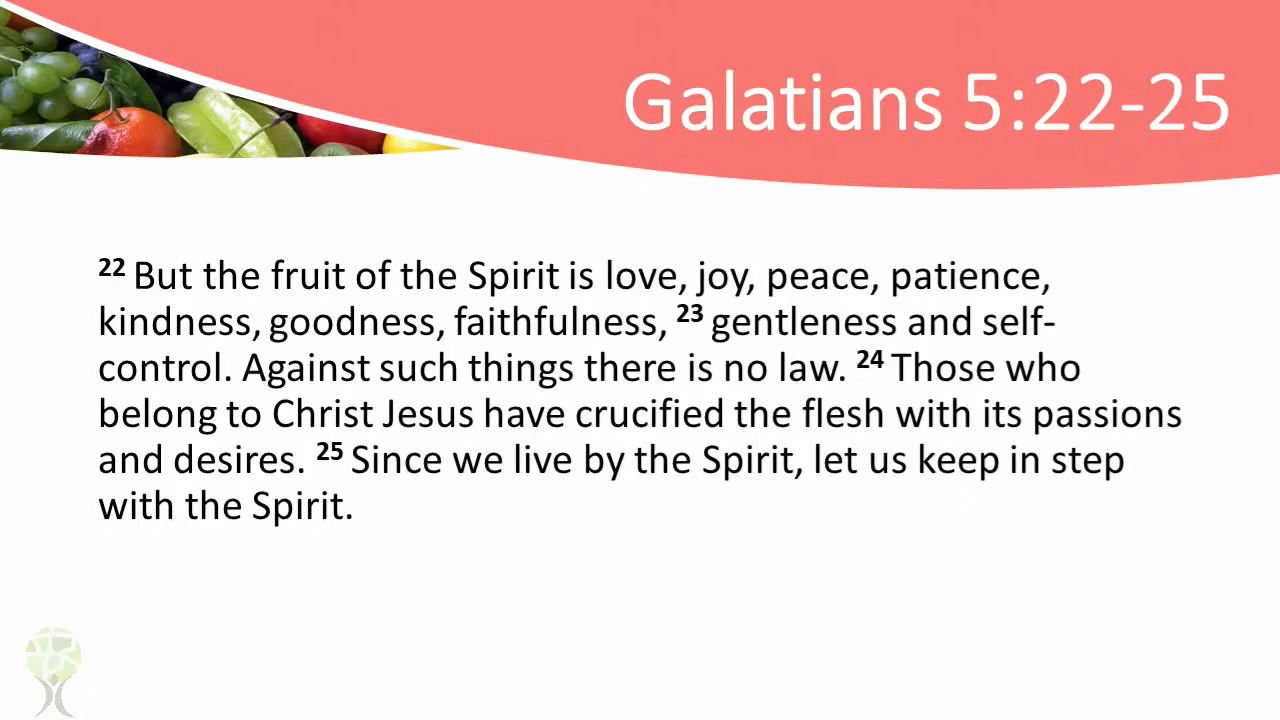 Galatians 5:22-25
22 But the fruit of the Spirit is love, joy, peace, patience,
kindness, goodness, faithfulness, 23 gentleness and self-
control. Against such things there is no law. 24 Those who
belong to Christ Jesus have crucified the flesh with its passions
and desires. 25 Since we live by the Spirit, let us keep in step
with the Spirit.